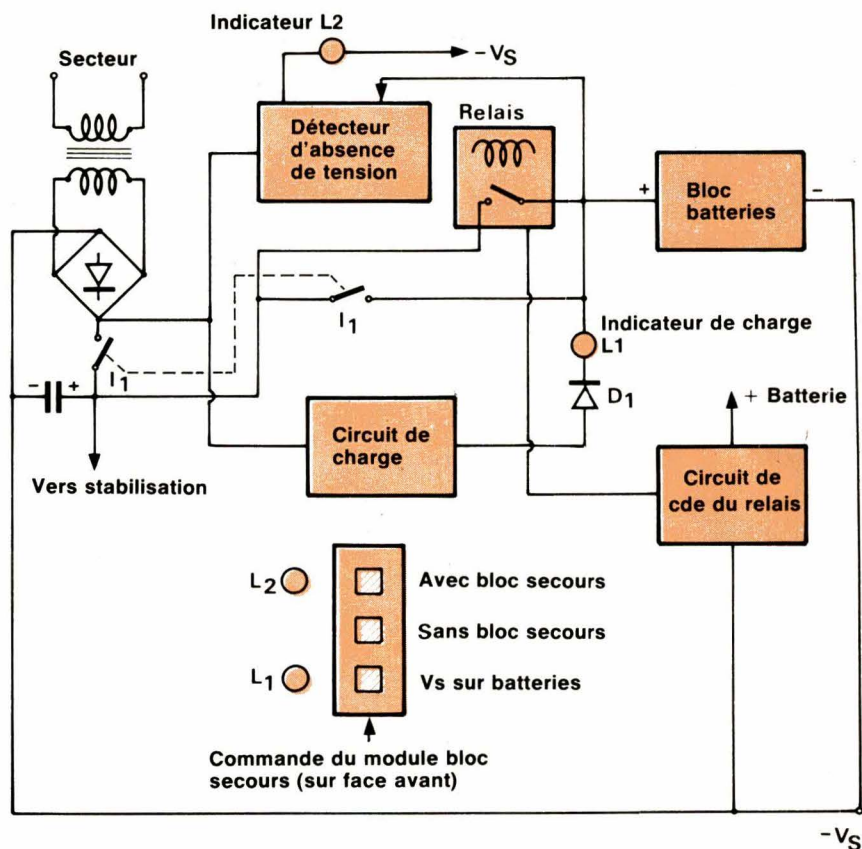 Indicateur L2
-VS
Secteur
Détecteur
d'absence
de tension
Relais
+
Bloc
batteries
-
I1
Indicateur de charge
L1
I1
D1
- +
+ Batterie
Circuit de
charge
Circuit de
cde du relais
Vers stabilisation
L2
Avec bloc secours
Sans bloc secours
L1
Vs sur batteries
Commande du module bloc
secours (sur face avant)
-VS